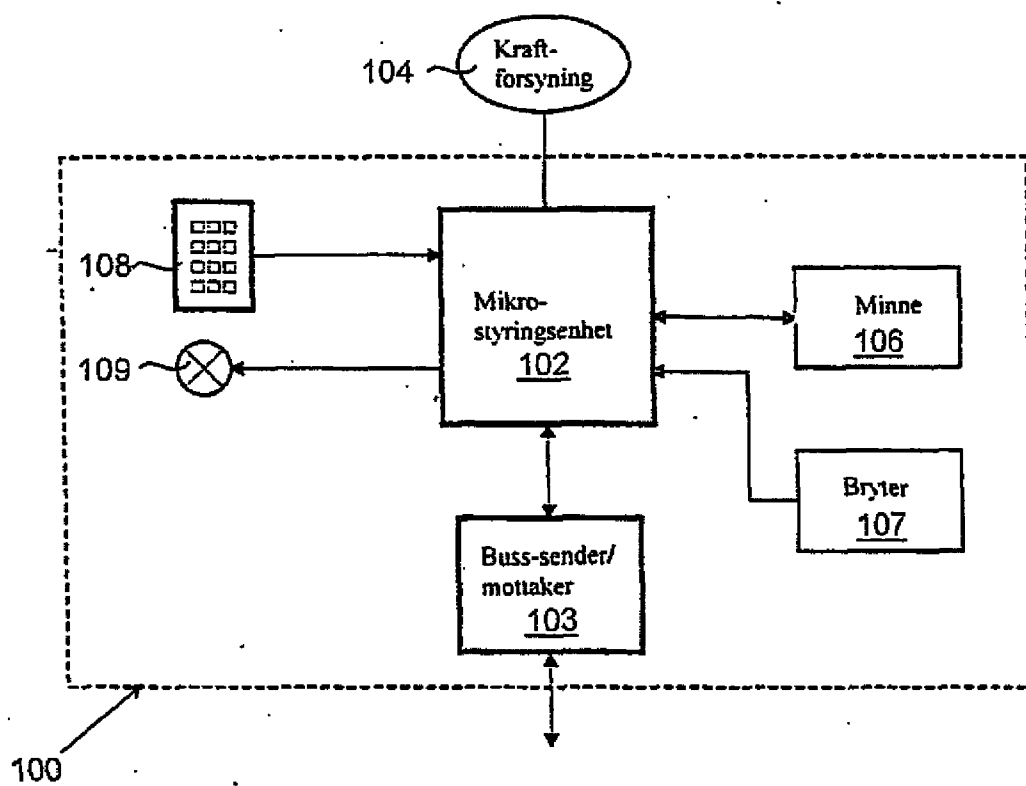 Kraft-
forsyning
104
108
109
Mikro-
styringsenhet
102
Minne
106
Bryter
107
Buss-sender/
mottaker
103
100